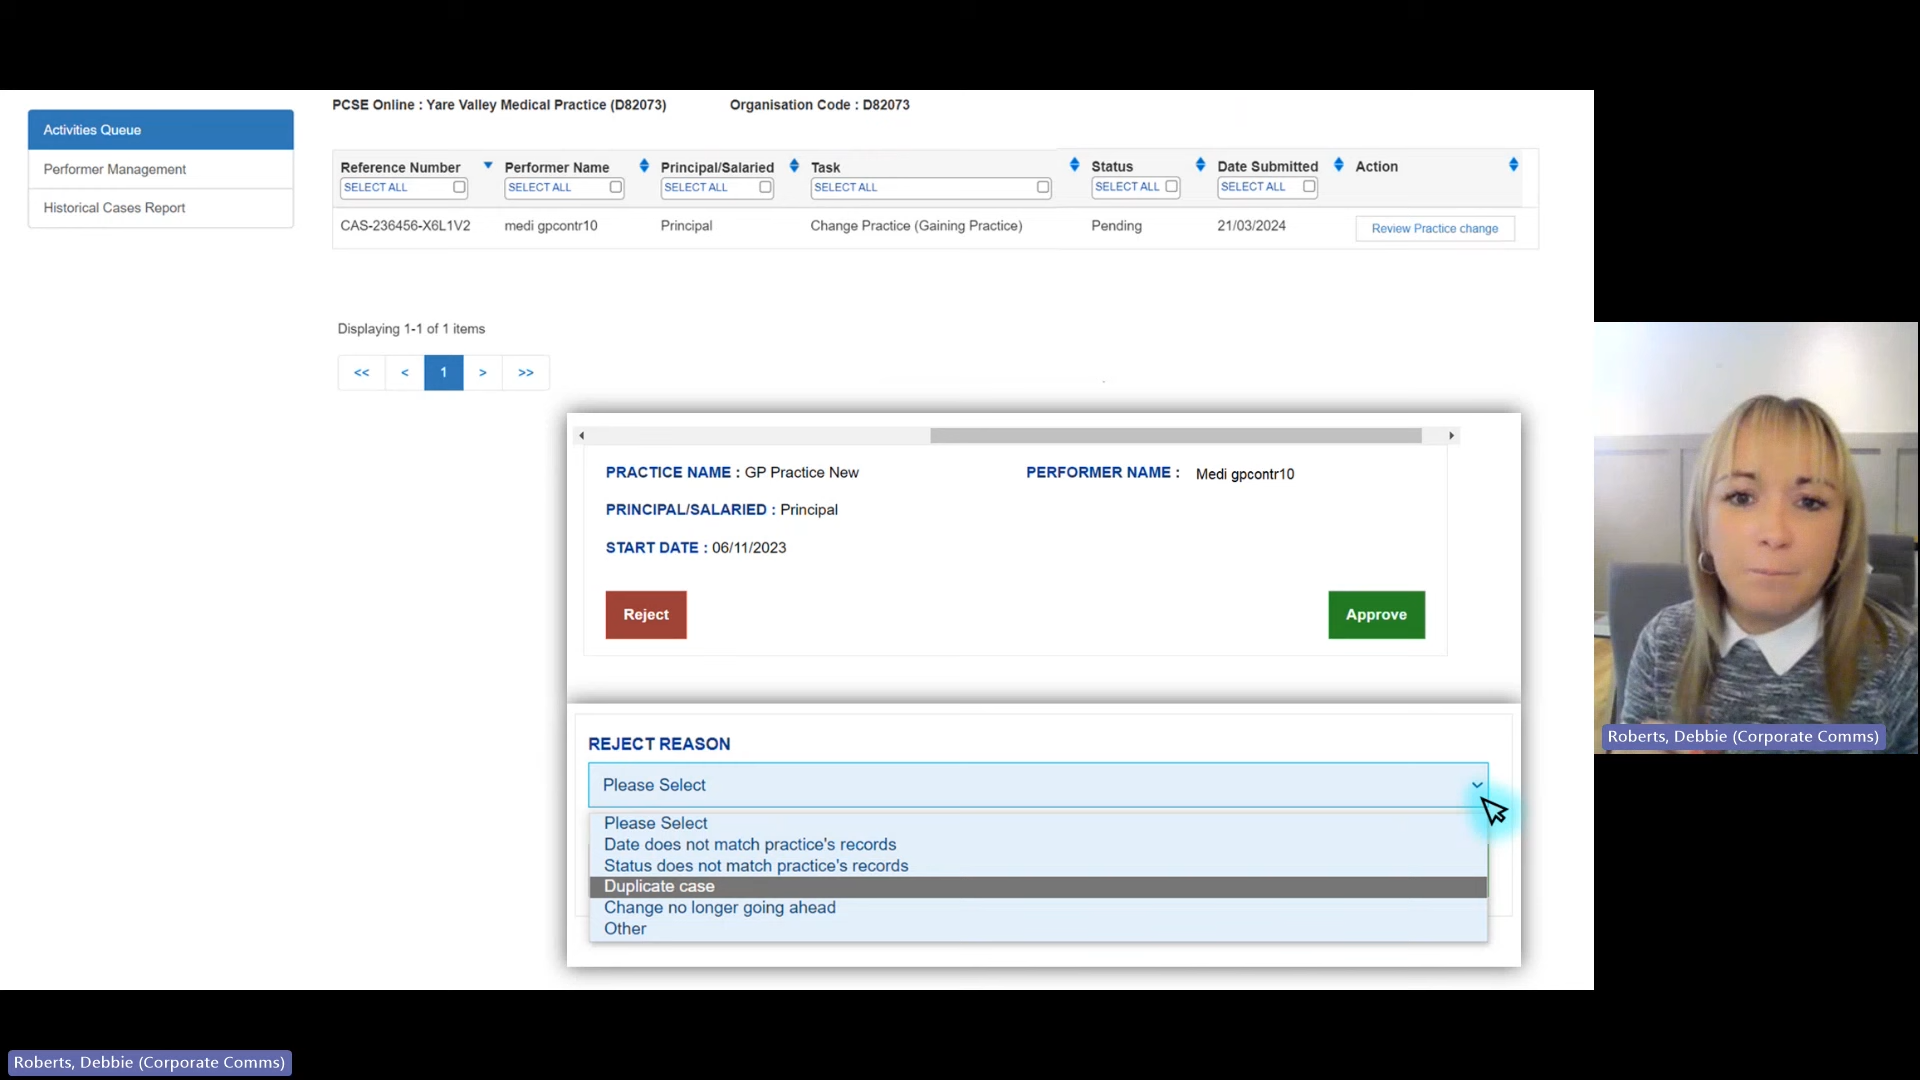 PCSE Online : Yare Valley Medical Practice (D82073) Organisation Code : D82073
Activities Queue
Performer Management
Historical Cases Report
Reference Number Performer Name Principal/Salaried Task Status Date Submitted Action
SELECT ALL SELECT ALL SELECT ALL SELECT ALL SELECT ALL SELECT ALL
CAS-236456-X6L1V2 medi gpcontr10 Principal Change Practice (Gaining Practice) Pending 21/03/2024 Review Practice change
Displaying 1-1 of 1 items
<< < 1 > >>
PRACTICE NAME : GP Practice New PERFORMER NAME : Medi gpcontr10
PRINCIPAL/SALARIED : Principal
START DATE : 06/11/2023
Reject Approve
REJECT REASON
Please Select
Please Select
Date does not match practice's records
Status does not match practice's records
Duplicate case
Change no longer going ahead
Other
Roberts, Debbie (Corporate Comms)
Roberts, Debbie (Corporate Comms)